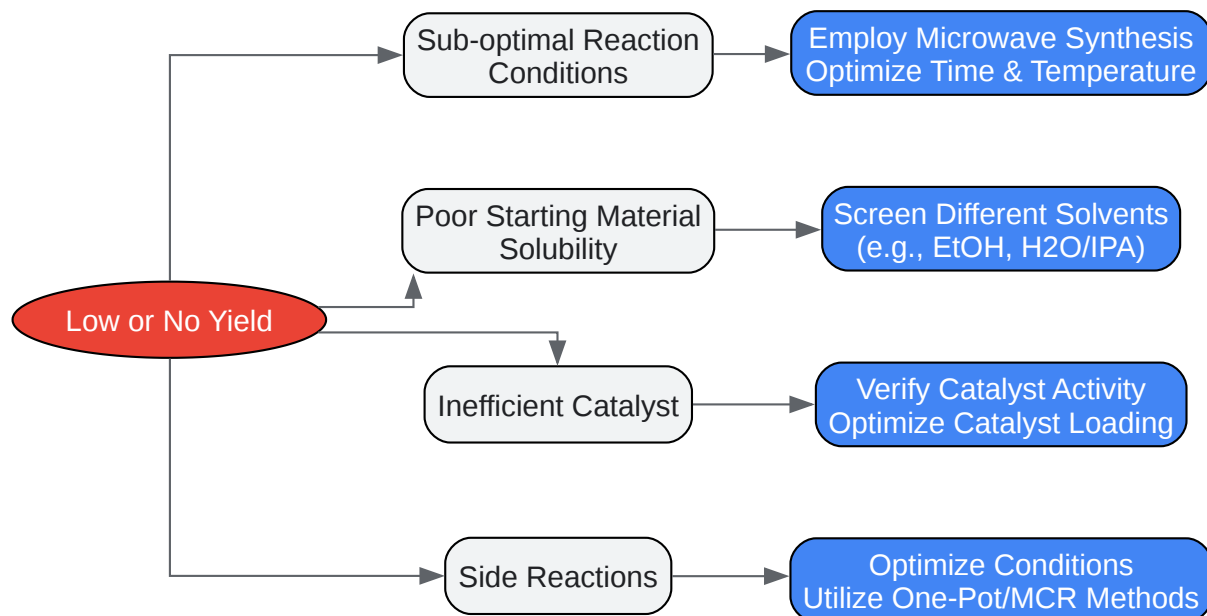 Sub-optimal Reaction
Conditions
Employ Microwave Synthesis
Optimize Time & Temperature
Poor Starting Material
Solubility
Screen Different Solvents
(e.g., EtOH, H2O/IPA)
Low or No Yield
Inefficient Catalyst
Verify Catalyst Activity
Optimize Catalyst Loading
Side Reactions
Optimize Conditions
Utilize One-Pot/MCR Methods